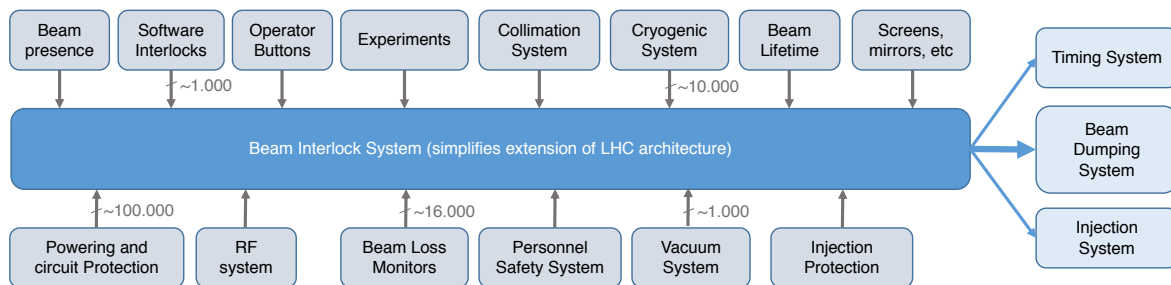 Beam
presence
Software
Interlocks
Operator
Buttons
Experiments
Collimation
System
Cryogenic
System
Beam
Lifetime
Screens,
mirrors, etc
~1.000
~10.000
Beam Interlock System (simplifies extension of LHC architecture)
Timing System
Beam
Dumping
System
Injection
System
~100.000
~16.000
~1.000
Powering and
circuit Protection
RF
system
Beam Loss
Monitors
Personnel
Safety System
Vacuum
System
Injection
Protection